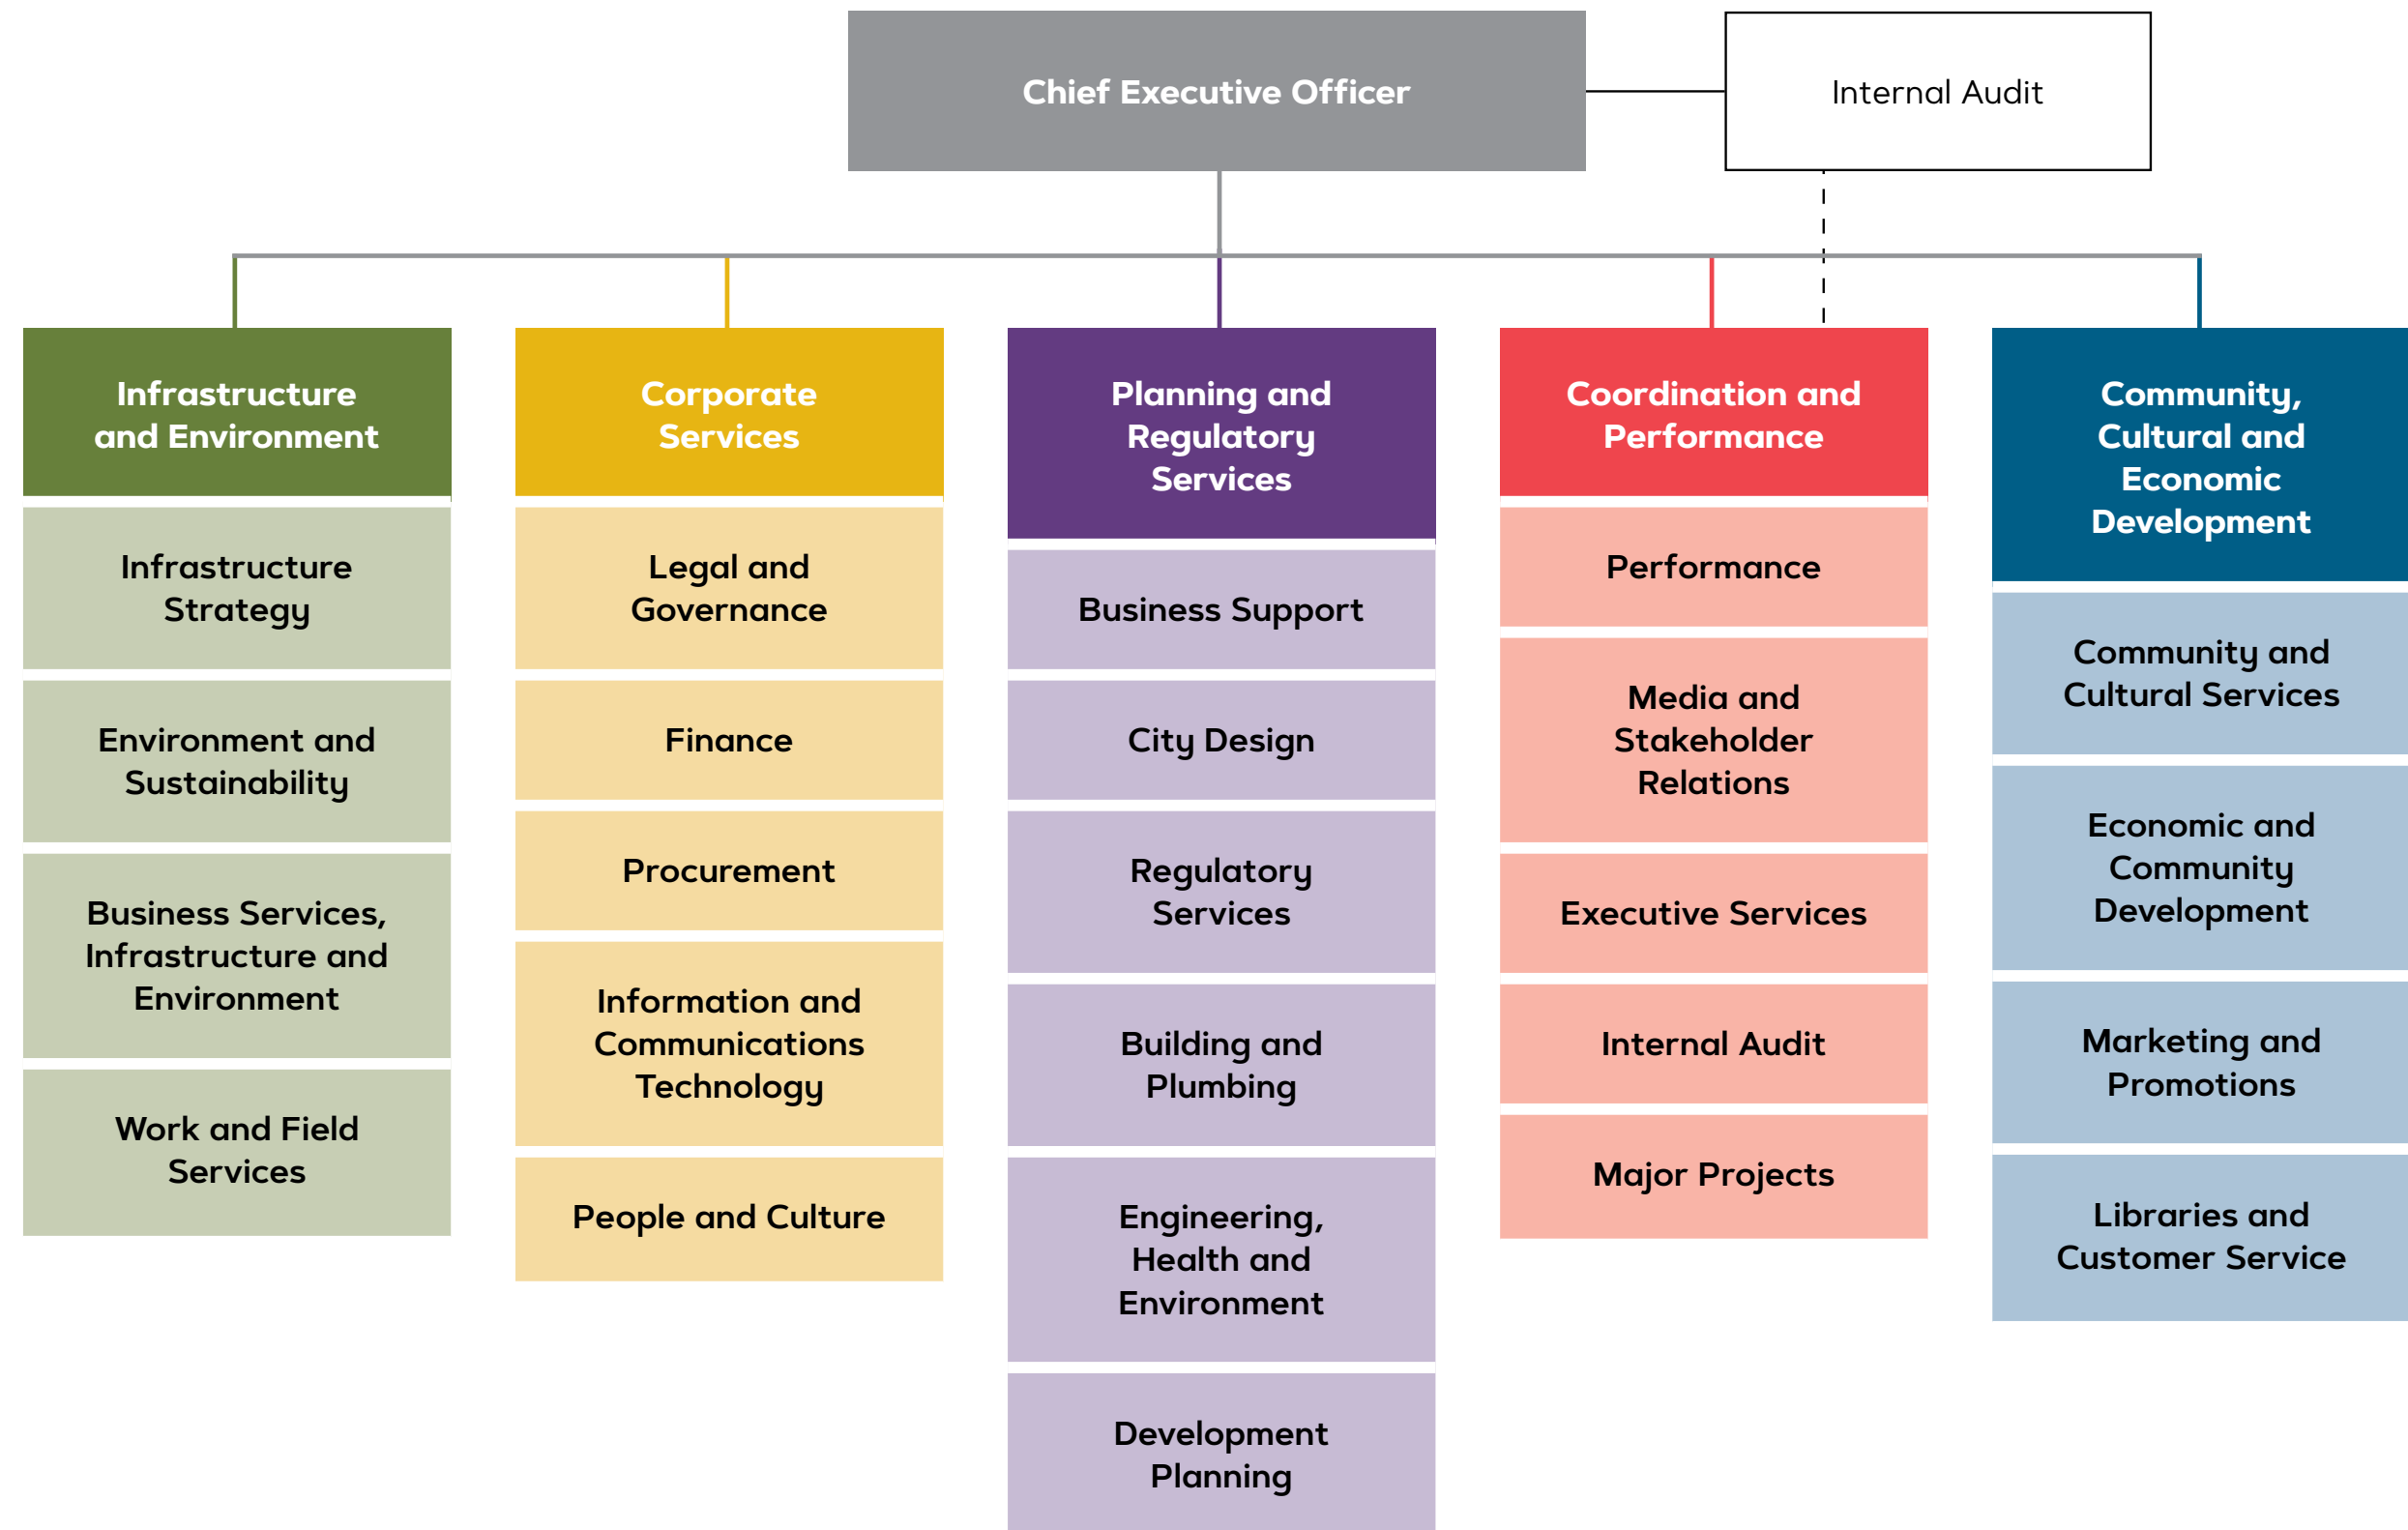 Chief Executive Officer
Internal Audit
Infrastructure
and Environment
Infrastructure
Strategy
Environment and
Sustainability
Business Services,
Infrastructure and
Environment
Work and Field
Services
Corporate
Services
Legal and
Governance
Finance
Procurement
Information and
Communications
Technology
People and Culture
Planning and
Regulatory
Services
Business Support
City Design
Regulatory
Services
Building and
Plumbing
Engineering,
Health and
Environment
Development
Planning
Coordination and
Performance
Performance
Media and
Stakeholder
Relations
Executive Services
Internal Audit
Major Projects
Community,
Cultural and
Economic
Development
Community and
Cultural Services
Economic and
Community
Development
Marketing and
Promotions
Libraries and
Customer Service